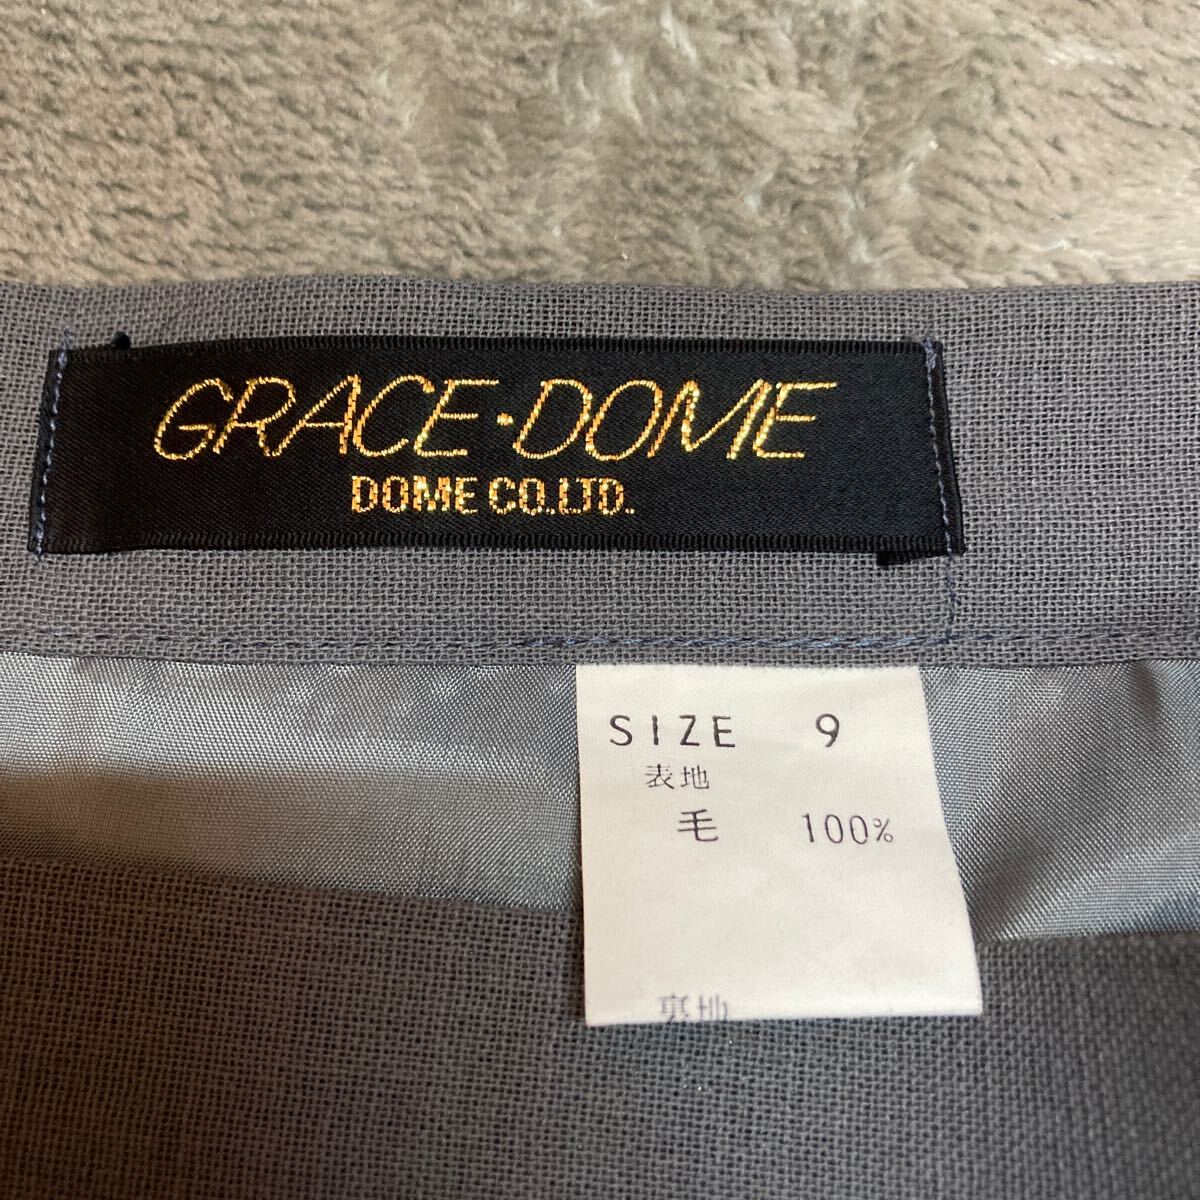 GRACE·DOME
DOME CO.LTD.
SIZE 9
表地
毛 100%
裏地